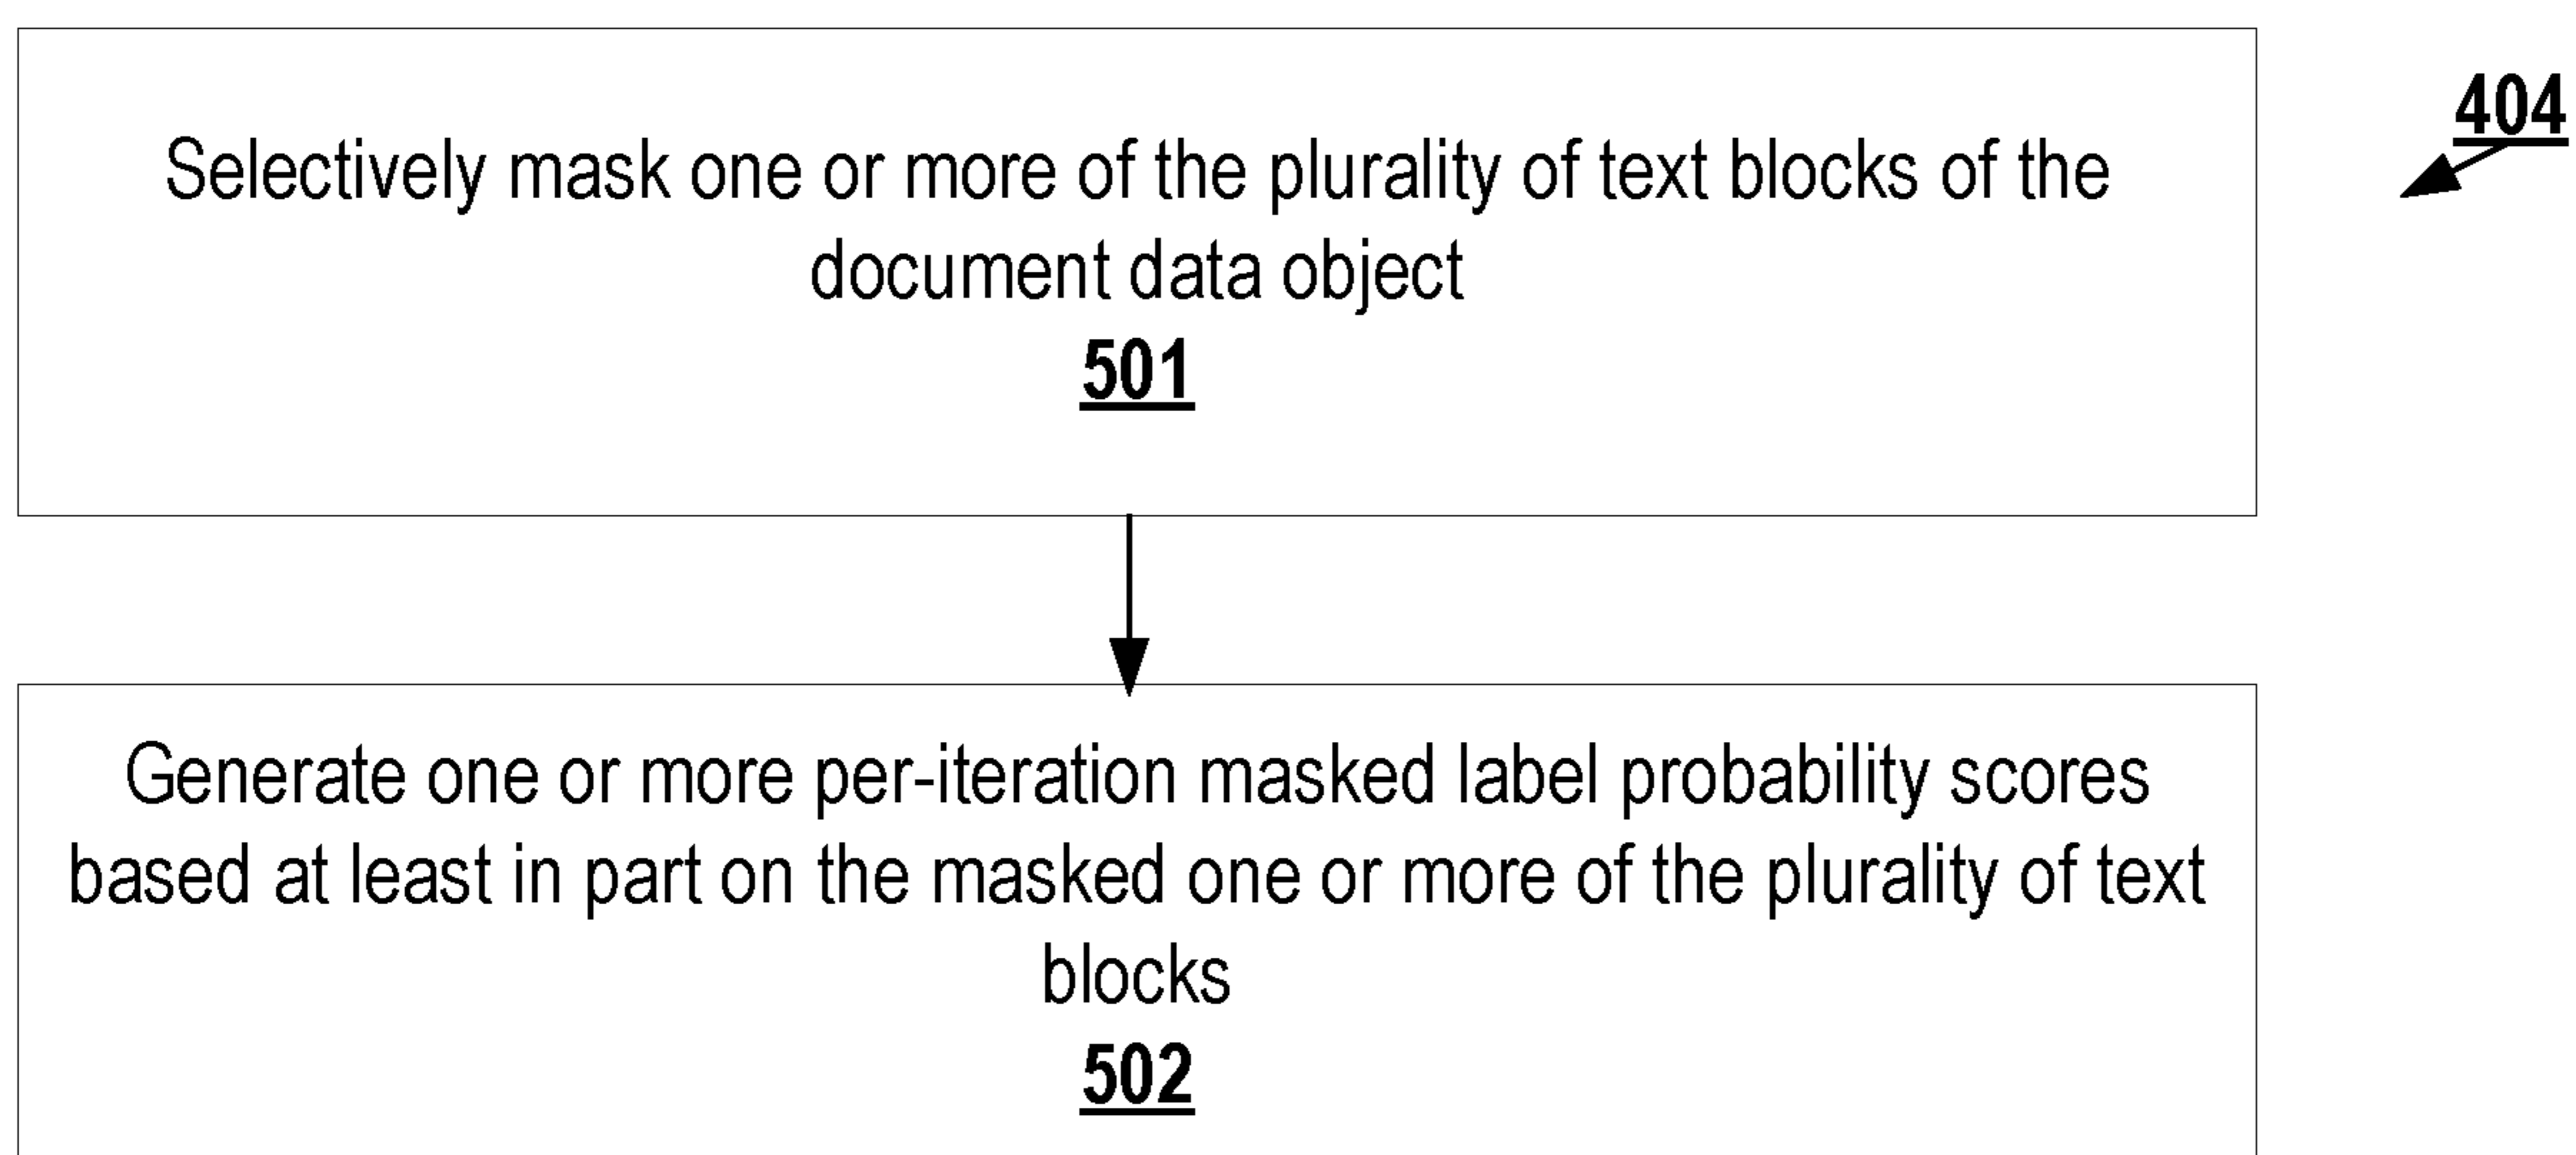 404
Selectively mask one or more of the plurality of text blocks of the
document data object
501
Generate one or more per-iteration masked label probability scores
based at least in part on the masked one or more of the plurality of text
blocks
502